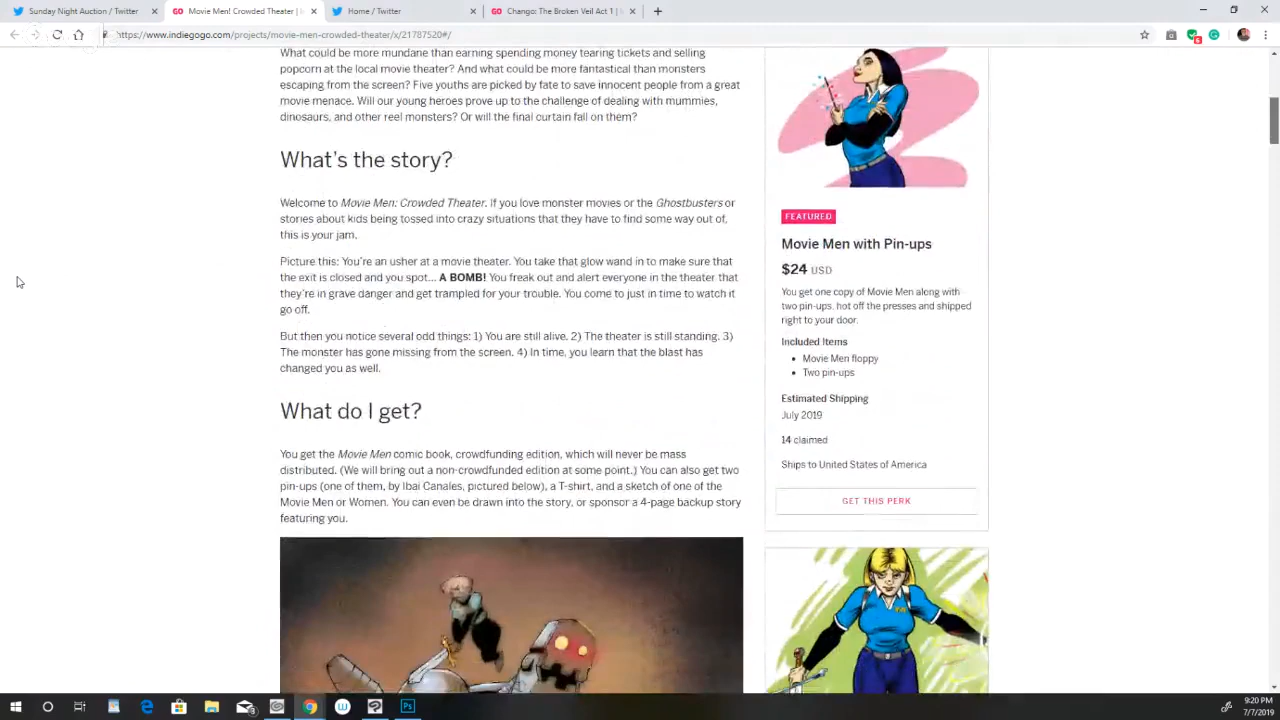 Sunday Night Auction / Twitter
Movie Men! Crowded Theater |
Home / Twitter
Chango: The Broken Veil Act 1 |
https://www.indiegogo.com/projects/movie-men-crowded-theater/x/21787520#/
What could be more mundane than earning spending money tearing tickets and selling
popcorn at the local movie theater? And what could be more fantastical than monsters
escaping from the screen? Five youths are picked by fate to save innocent people from a great
movie menace. Will our young heroes prove up to the challenge of dealing with mummies,
dinosaurs, and other reel monsters? Or will the final curtain fall on them?
What's the story?
Welcome to Movie Men: Crowded Theater. If you love monster movies or the Ghostbusters or
stories about kids being tossed into crazy situations that they have to find some way out of,
this is your jam.
Picture this: You're an usher at a movie theater. You take that glow wand in to make sure that
the exit is closed and you spot... A BOMB! You freak out and alert everyone in the theater that
they're in grave danger and get trampled for your trouble. You come to just in time to watch it
go off.
But then you notice several odd things: 1) You are still alive. 2) The theater is still standing. 3)
The monster has gone missing from the screen. 4) In time, you learn that the blast has
changed you as well.
What do I get?
You get the Movie Men comic book, crowdfunding edition, which will never be mass
distributed. (We will bring out a non-crowdfunded edition at some point.) You can also get two
pin-ups (one of them, by Ibai Canales, pictured below), a T-shirt, and a sketch of one of the
Movie Men or Women. You can even be drawn into the story, or sponsor a 4-page backup story
featuring you.
FEATURED
Movie Men with Pin-ups
$24 USD
You get one copy of Movie Men along with
two pin-ups, hot off the presses and shipped
right to your door.
Included Items
• Movie Men floppy
• Two pin-ups
Estimated Shipping
July 2019
14 claimed
Ships to United States of America
GET THIS PERK
9:20 PM
7/7/2019